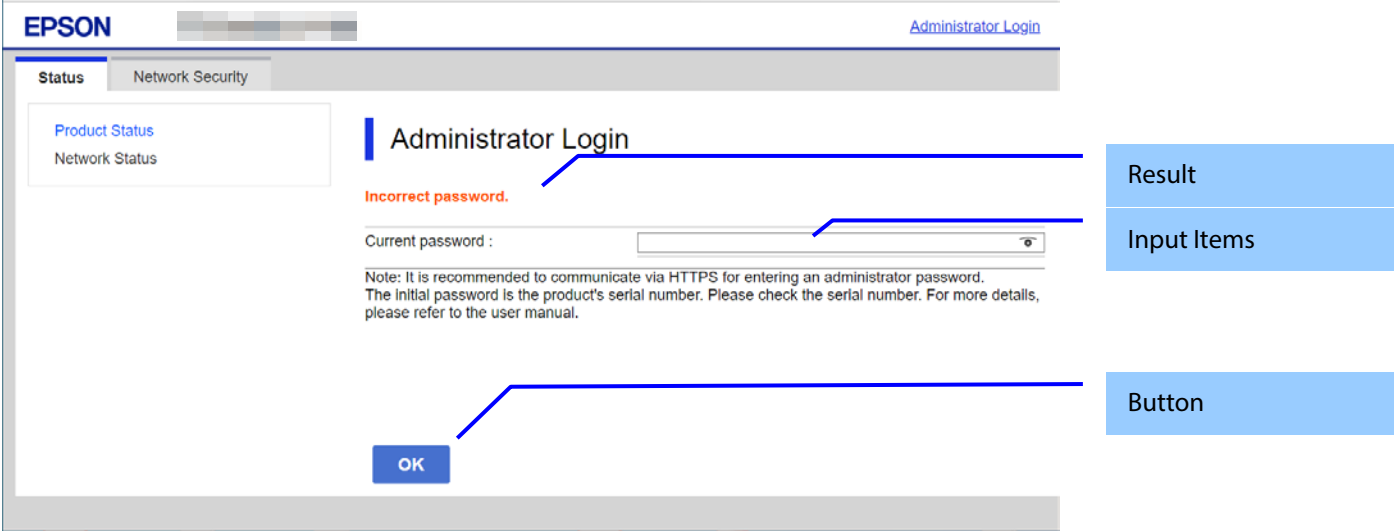 EPSON
Administrator Login
Status
Network Security
Product Status
Network Status
Administrator Login
Incorrect password.
Current password :
Note: It is recommended to communicate via HTTPS for entering an administrator password.
The initial password is the product's serial number. Please check the serial number. For more details,
please refer to the user manual.
OK
Result
Input Items
Button